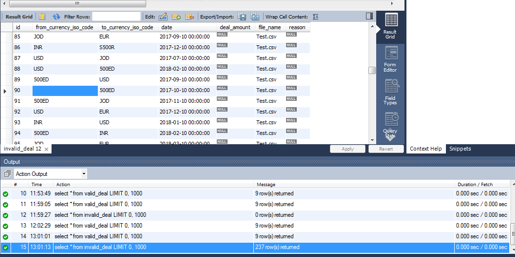 Result Grid Filter Rows: Edit: Export/Import: Wrap Cell Content:
id from_currency_iso_code to_currency_iso_code date deal_amount file_name reason
85 JOD EUR 2017-09-10 00:00:00 NULL Test.csv NULL
86 INR 5500R 2017-12-10 00:00:00 NULL Test.csv NULL
87 USD JOD 2017-10-10 00:00:00 NULL Test.csv NULL
88 USD 500ED 2018-02-10 00:00:00 NULL Test.csv NULL
89 500ED USD 2017-09-10 00:00:00 NULL Test.csv NULL
90 500ED 2017-10-10 00:00:00 NULL Test.csv NULL
91 500ED JOD 2017-11-10 00:00:00 NULL Test.csv NULL
92 INR EUR 2017-12-10 00:00:00 NULL Test.csv NULL
93 500ED USD 2018-01-10 00:00:00 NULL Test.csv NULL
94 500ED INR 2018-02-10 00:00:00 NULL Test.csv NULL
Result Grid
Form Editor
Field Types
Query
invalid_deal 12 Apply Revert Context Help Snippets
Output
Action Output
# Time Action Message Duration / Fetch
10 11:53:49 select * from valid_deal LIMIT 0, 1000 9 row(s) returned 0.000 sec / 0.000 sec
11 11:59:05 select * from valid_deal LIMIT 0, 1000 9 row(s) returned 0.000 sec / 0.000 sec
12 11:59:27 select * from invalid_deal LIMIT 0, 1000 0 row(s) returned 0.000 sec / 0.000 sec
13 12:02:29 select * from valid_deal LIMIT 0, 1000 9 row(s) returned 0.000 sec / 0.000 sec
14 13:01:01 select * from valid_deal LIMIT 0, 1000 9 row(s) returned 0.000 sec / 0.000 sec
15 13:01:13 select * from invalid_deal LIMIT 0, 1000 237 row(s) returned 0.000 sec / 0.000 sec